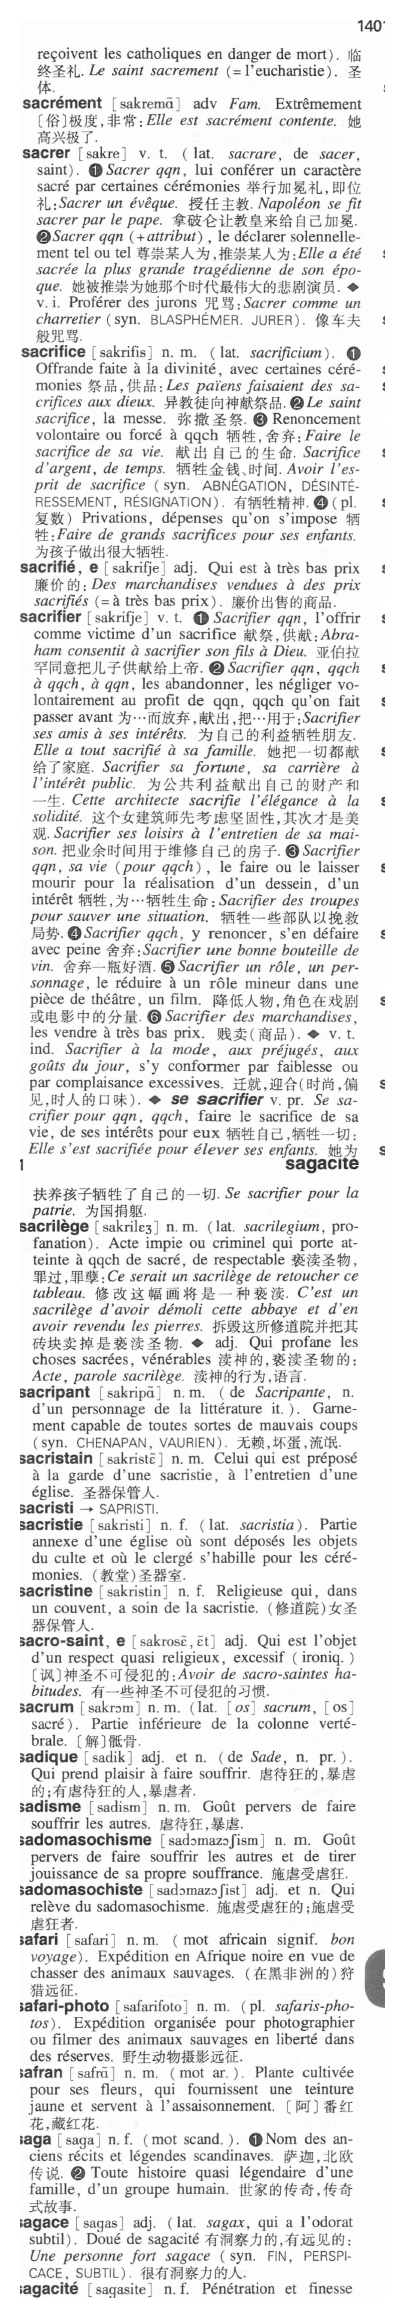 1401
reçoivent les catholiques en danger de mort). 临
终圣礼. Le saint sacrement (= l'eucharistie). 圣
体.
sacrément [sakremɑ̃] adv Fam. Extrêmement
〔俗〕极度,非常: Elle est sacrément contente. 她
高兴极了.
sacrer [sakre] v. t. ( lat. sacrare, de sacer,
saint). ❶ Sacrer qqn, lui conférer un caractère
sacré par certaines cérémonies 举行加冕礼,即位
礼: Sacrer un évêque. 授任主教. Napoléon se fit
sacrer par le pape. 拿破仑让教皇来给自己加冕.
❷ Sacrer qqn (+ attribut), le déclarer solennelle-
ment tel ou tel 尊崇某人为,推崇某人为: Elle a été
sacrée la plus grande tragédienne de son épo-
que. 她被推崇为她那个时代最伟大的悲剧演员. ◆
v. i. Proférer des jurons 咒骂: Sacrer comme un
charretier (syn. BLASPHÉMER. JURER). 像车夫一
般咒骂.
sacrifice [sakrifis] n. m. ( lat. sacrificium). ❶
Offrande faite à la divinité, avec certaines céré-
monies 祭品,供品: Les païens faisaient des sa-
crifices aux dieux. 异教徒向神献祭品. ❷ Le saint
sacrifice, la messe. 弥撒圣祭. ❸ Renoncement
volontaire ou forcé à qqch 牺牲,舍弃: Faire le
sacrifice de sa vie. 献出自己的生命. Sacrifice
d'argent, de temps. 牺牲金钱、时间. Avoir l'es-
prit de sacrifice (syn. ABNÉGATION, DÉSINTÉ-
RESSEMENT, RÉSIGNATION). 有牺牲精神. ❹ (pl.
复数) Privations, dépenses qu'on s'impose 牺
牲: Faire de grands sacrifices pour ses enfants.
为孩子做出很大牺牲.
sacrifié, e [sakrifje] adj. Qui est à très bas prix
廉价的: Des marchandises vendues à des prix
sacrifiés (= à très bas prix). 廉价出售的商品.
sacrifier [sakrifje] v. t. ❶ Sacrifier qqn, l'offrir
comme victime d'un sacrifice 献祭,供献: Abra-
ham consentit à sacrifier son fils à Dieu. 亚伯拉
罕同意把儿子供献给上帝. ❷ Sacrifier qqn, qqch
à qqch, à qqn, les abandonner, les négliger vo-
lontairement au profit de qqn, qqch qu'on fait
passer avant 为…而放弃,献出,把…用于: Sacrifier
ses amis à ses intérêts. 为自己的利益牺牲朋友.
Elle a tout sacrifié à sa famille. 她把一切都献
给了家庭. Sacrifier sa fortune, sa carrière à
l'intérêt public. 为公共利益献出自己的财产和
一生. Cette architecte sacrifie l'élégance à la
solidité. 这个女建筑师先考虑坚固性,其次才是美
观. Sacrifier ses loisirs à l'entretien de sa mai-
son. 把业余时间用于维修自己的房子. ❸ Sacrifier
qqn, sa vie (pour qqch), le faire ou le laisser
mourir pour la réalisation d'un dessein, d'un
intérêt 牺牲,为…牺牲生命: Sacrifier des troupes
pour sauver une situation. 牺牲一些部队以挽救
局势. ❹ Sacrifier qqch, y renoncer, s'en défaire
avec peine 舍弃: Sacrifier une bonne bouteille de
vin. 舍弃一瓶好酒. ❺ Sacrifier un rôle, un per-
sonnage, le réduire à un rôle mineur dans une
pièce de théâtre, un film. 降低人物,角色在戏剧
或电影中的分量. ❻ Sacrifier des marchandises,
les vendre à très bas prix. 贱卖(商品). ◆ v. t.
ind. Sacrifier à la mode, aux préjugés, aux
goûts du jour, s'y conformer par faiblesse ou
par complaisance excessives. 迁就,迎合(时尚,偏
见,时人的口味). ◆ se sacrifier v. pr. Se sa-
crifier pour qqn, qqch, faire le sacrifice de sa
vie, de ses intérêts pour eux 牺牲自己,牺牲一切:
Elle s'est sacrifiée pour élever ses enfants. 她为
1 sagacité
扶养孩子牺牲了自己的一切. Se sacrifier pour la
patrie. 为国捐躯.
sacrilège [sakrilɛʒ] n. m. (lat. sacrilegium, pro-
fanation). Acte impie ou criminel qui porte at-
teinte à qqch de sacré, de respectable 亵渎圣物,
罪过,罪孽: Ce serait un sacrilège de retoucher ce
tableau. 修改这幅画将是一种亵渎. C'est un
sacrilège d'avoir démoli cette abbaye et d'en
avoir revendu les pierres. 拆毁这所修道院并把其
砖块卖掉是亵渎圣物. ◆ adj. Qui profane les
choses sacrées, vénérables 渎神的,亵渎圣物的:
Acte, parole sacrilège. 渎神的行为,语言.
sacripant [sakripɑ̃] n. m. ( de Sacripante, n.
d'un personnage de la littérature it.). Garne-
ment capable de toutes sortes de mauvais coups
(syn. CHENAPAN, VAURIEN). 无赖,坏蛋,流氓.
sacristain [sakristɛ̃] n. m. Celui qui est préposé
à la garde d'une sacristie, à l'entretien d'une
église. 圣器保管人.
sacristi → SAPRISTI.
sacristie [sakristi] n. f. (lat. sacristia). Partie
annexe d'une église où sont déposés les objets
du culte et où le clergé s'habille pour les céré-
monies. (教堂)圣器室.
sacristine [sakristin] n. f. Religieuse qui, dans
un couvent, a soin de la sacristie. (修道院)女圣
器保管人.
sacro-saint, e [sakrosɛ̃, ɛ̃t] adj. Qui est l'objet
d'un respect quasi religieux, excessif (ironiq.)
〔讽〕神圣不可侵犯的: Avoir de sacro-saintes ha-
bitudes. 有一些神圣不可侵犯的习惯.
sacrum [sakrɔm] n. m. (lat. [os] sacrum, [os]
sacré). Partie inférieure de la colonne verté-
brale. 〔解〕骶骨.
sadique [sadik] adj. et n. (de Sade, n. pr.).
Qui prend plaisir à faire souffrir. 虐待狂的,暴虐
的;有虐待狂的人,暴虐者.
sadisme [sadism] n. m. Goût pervers de faire
souffrir les autres. 虐待狂,暴虐.
sadomasochisme [sadɔmazɔʃism] n. m. Goût
pervers de faire souffrir les autres et de tirer
jouissance de sa propre souffrance. 施虐受虐狂.
sadomasochiste [sadɔmazɔʃist] adj. et n. Qui
relève du sadomasochisme. 施虐受虐狂的;施虐受
虐狂者.
safari [safari] n. m. ( mot africain signif. bon
voyage). Expédition en Afrique noire en vue de
chasser des animaux sauvages. (在黑非洲的)狩
猎远征.
safari-photo [safarifoto] n. m. (pl. safaris-pho-
tos). Expédition organisée pour photographier
ou filmer des animaux sauvages en liberté dans
des réserves. 野生动物摄影远征.
safran [safrɑ̃] n. m. (mot ar.). Plante cultivée
pour ses fleurs, qui fournissent une teinture
jaune et servent à l'assaisonnement. 〔阿〕番红
花,藏红花.
saga [saga] n. f. (mot scand.). ❶ Nom des an-
ciens récits et légendes scandinaves. 萨迦,北欧
传说. ❷ Toute histoire quasi légendaire d'une
famille, d'un groupe humain. 世家的传奇,传奇
式故事.
sagace [sagas] adj. (lat. sagax, qui a l'odorat
subtil). Doué de sagacité 有洞察力的,有远见的:
Une personne fort sagace (syn. FIN, PERSPI-
CACE, SUBTIL). 很有洞察力的人.
sagacité [sagasite] n. f. Pénétration et finesse